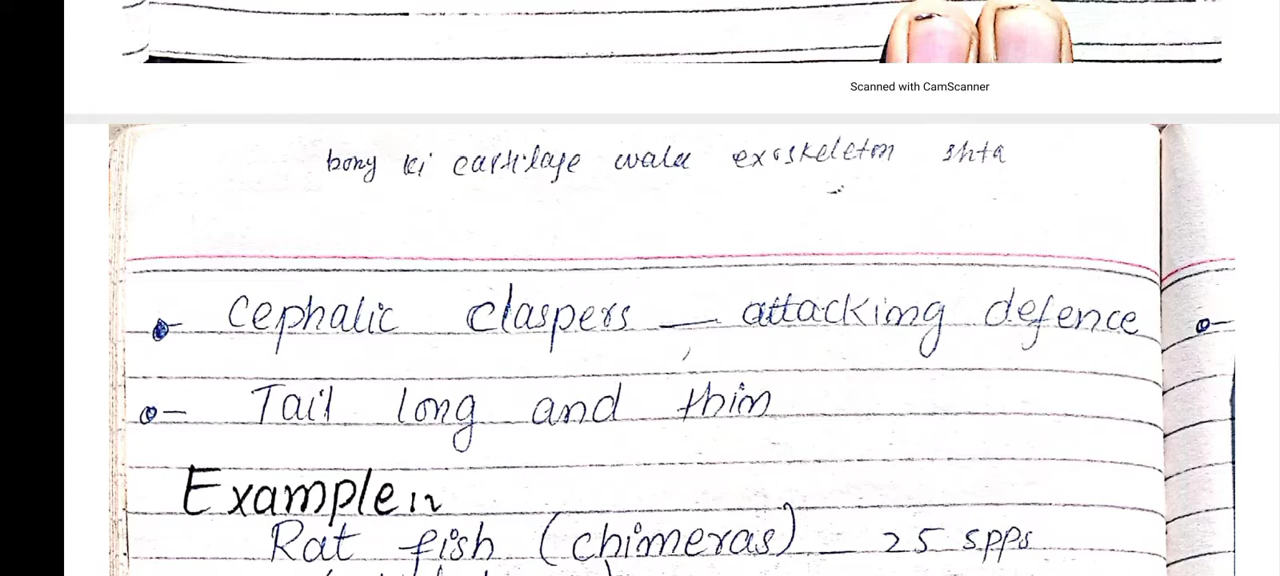 Scanned with CamScanner
bony ki cartilage wala exoskeleton shta
Cephalic claspers — attacking defence
Tail long and thin
Example
Rat fish (chimeras) — 25 spps